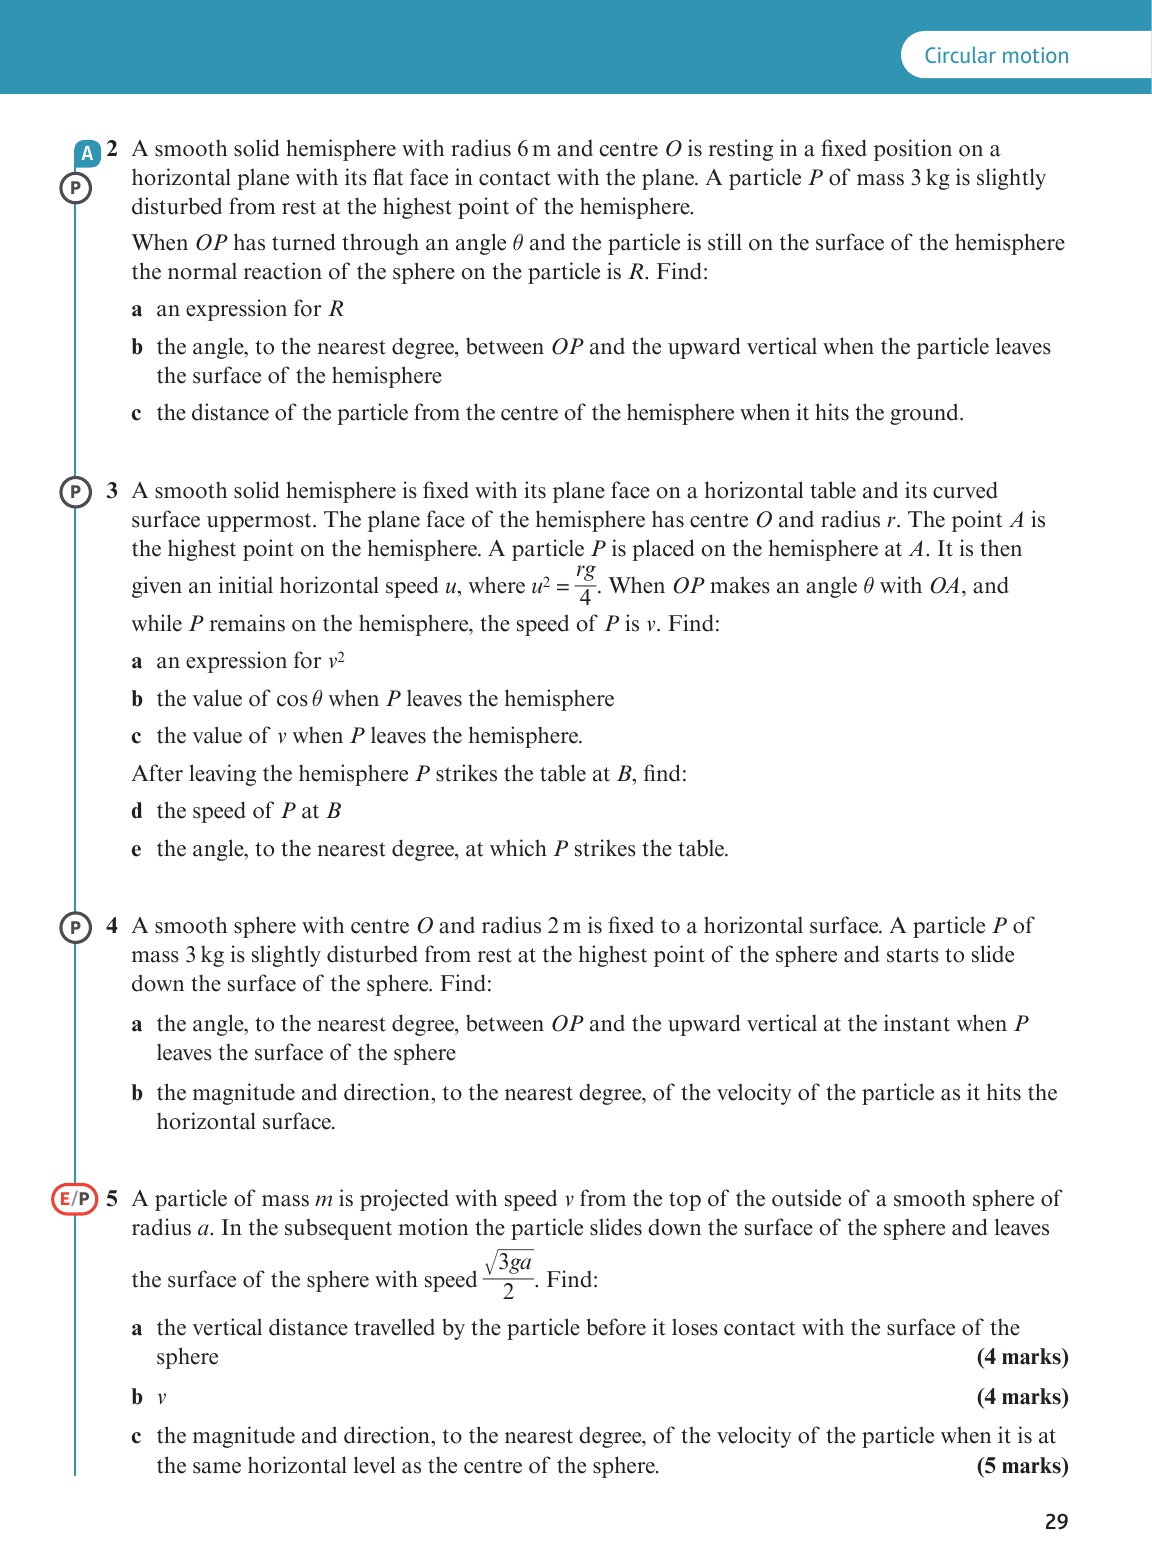 Circular motion
A 2 A smooth solid hemisphere with radius 6 m and centre O is resting in a fixed position on a
P horizontal plane with its flat face in contact with the plane. A particle P of mass 3 kg is slightly
disturbed from rest at the highest point of the hemisphere.
When OP has turned through an angle θ and the particle is still on the surface of the hemisphere
the normal reaction of the sphere on the particle is R. Find:
a an expression for R
b the angle, to the nearest degree, between OP and the upward vertical when the particle leaves
the surface of the hemisphere
c the distance of the particle from the centre of the hemisphere when it hits the ground.
P 3 A smooth solid hemisphere is fixed with its plane face on a horizontal table and its curved
surface uppermost. The plane face of the hemisphere has centre O and radius r. The point A is
the highest point on the hemisphere. A particle P is placed on the hemisphere at A. It is then
given an initial horizontal speed u, where u² = rg/4. When OP makes an angle θ with OA, and
while P remains on the hemisphere, the speed of P is v. Find:
a an expression for v²
b the value of cos θ when P leaves the hemisphere
c the value of v when P leaves the hemisphere.
After leaving the hemisphere P strikes the table at B, find:
d the speed of P at B
e the angle, to the nearest degree, at which P strikes the table.
P 4 A smooth sphere with centre O and radius 2 m is fixed to a horizontal surface. A particle P of
mass 3 kg is slightly disturbed from rest at the highest point of the sphere and starts to slide
down the surface of the sphere. Find:
a the angle, to the nearest degree, between OP and the upward vertical at the instant when P
leaves the surface of the sphere
b the magnitude and direction, to the nearest degree, of the velocity of the particle as it hits the
horizontal surface.
E/P 5 A particle of mass m is projected with speed v from the top of the outside of a smooth sphere of
radius a. In the subsequent motion the particle slides down the surface of the sphere and leaves
the surface of the sphere with speed √3ga/2. Find:
a the vertical distance travelled by the particle before it loses contact with the surface of the
sphere (4 marks)
b v (4 marks)
c the magnitude and direction, to the nearest degree, of the velocity of the particle when it is at
the same horizontal level as the centre of the sphere. (5 marks)
29